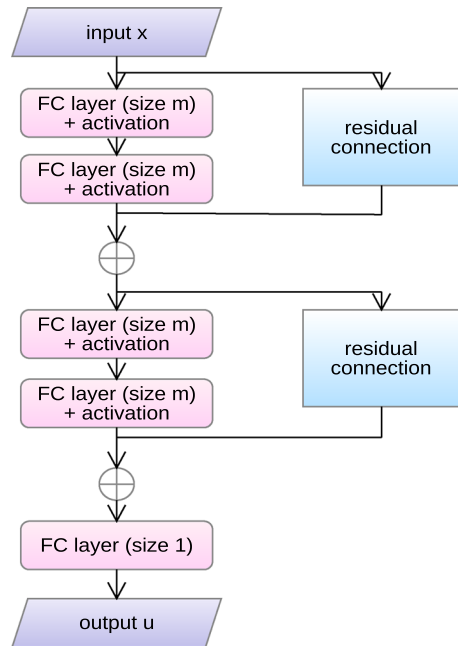 input x
FC layer (size m)
+ activation
FC layer (size m)
+ activation
residual
connection
FC layer (size m)
+ activation
FC layer (size m)
+ activation
residual
connection
FC layer (size 1)
output u